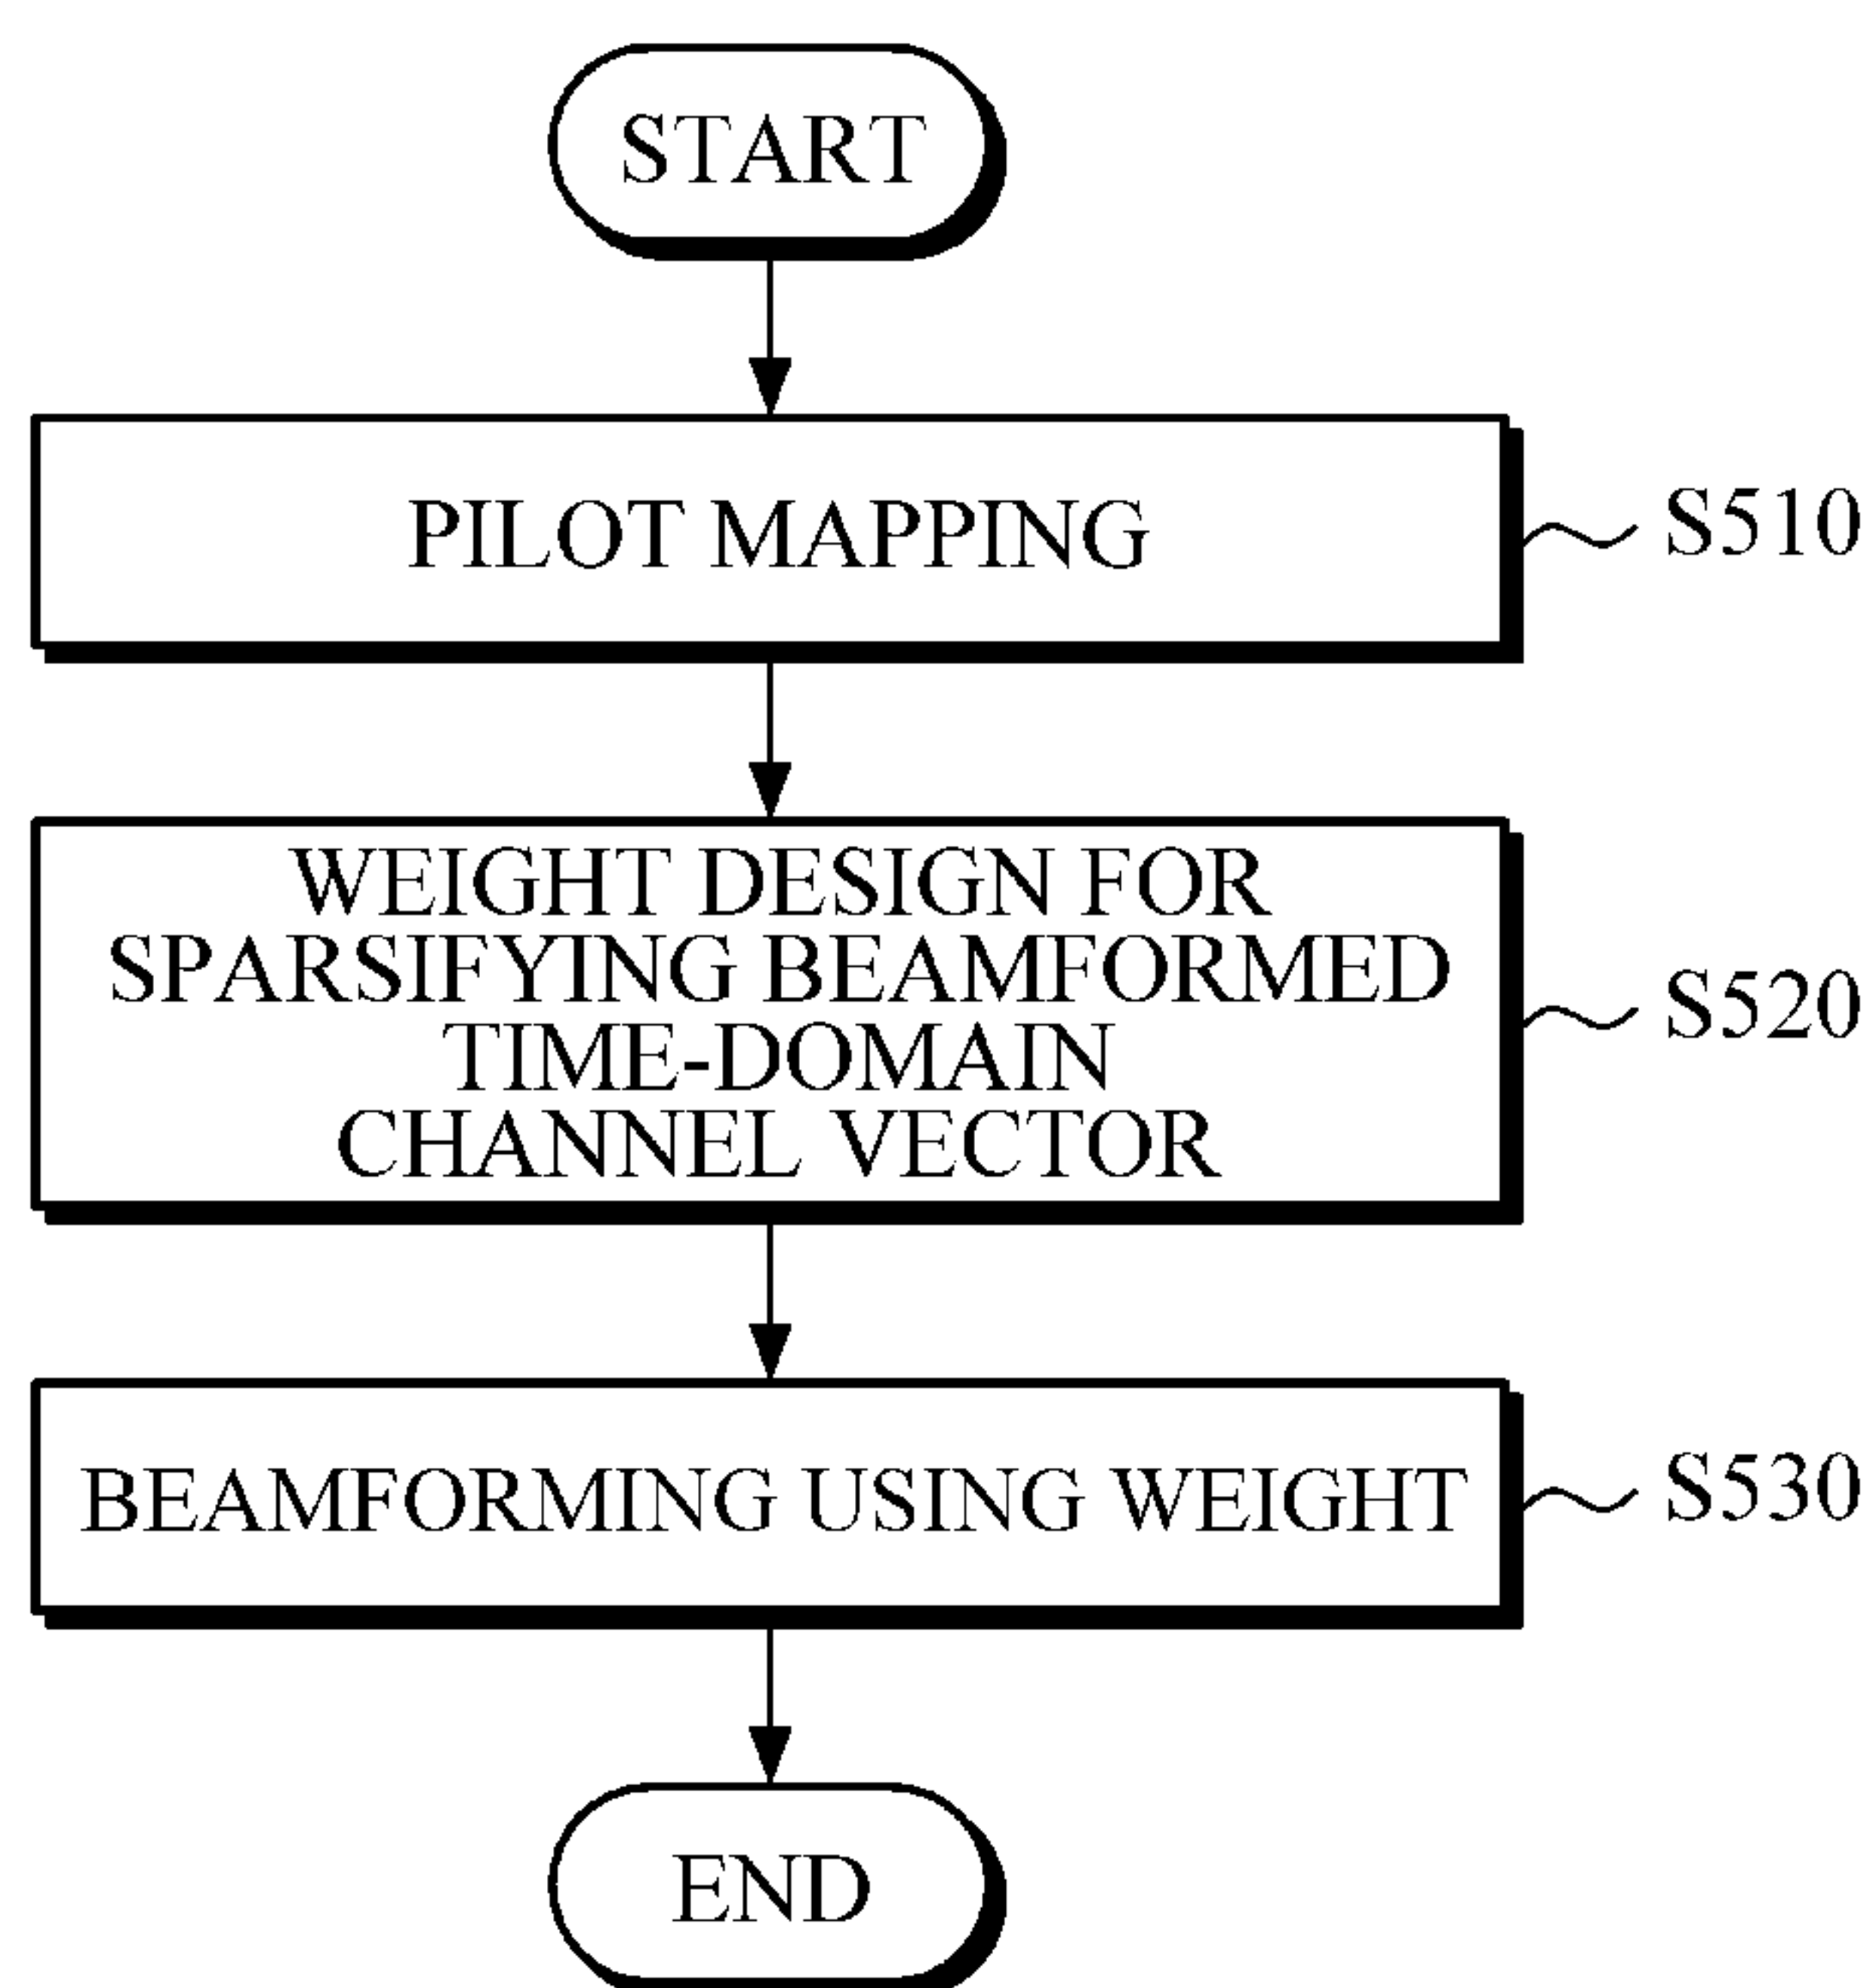 START
PILOT MAPPING
S510
WEIGHT DESIGN FOR
SPARSIFYING BEAMFORMED
TIME-DOMAIN
CHANNEL VECTOR
S520
BEAMFORMING USING WEIGHT
S530
END